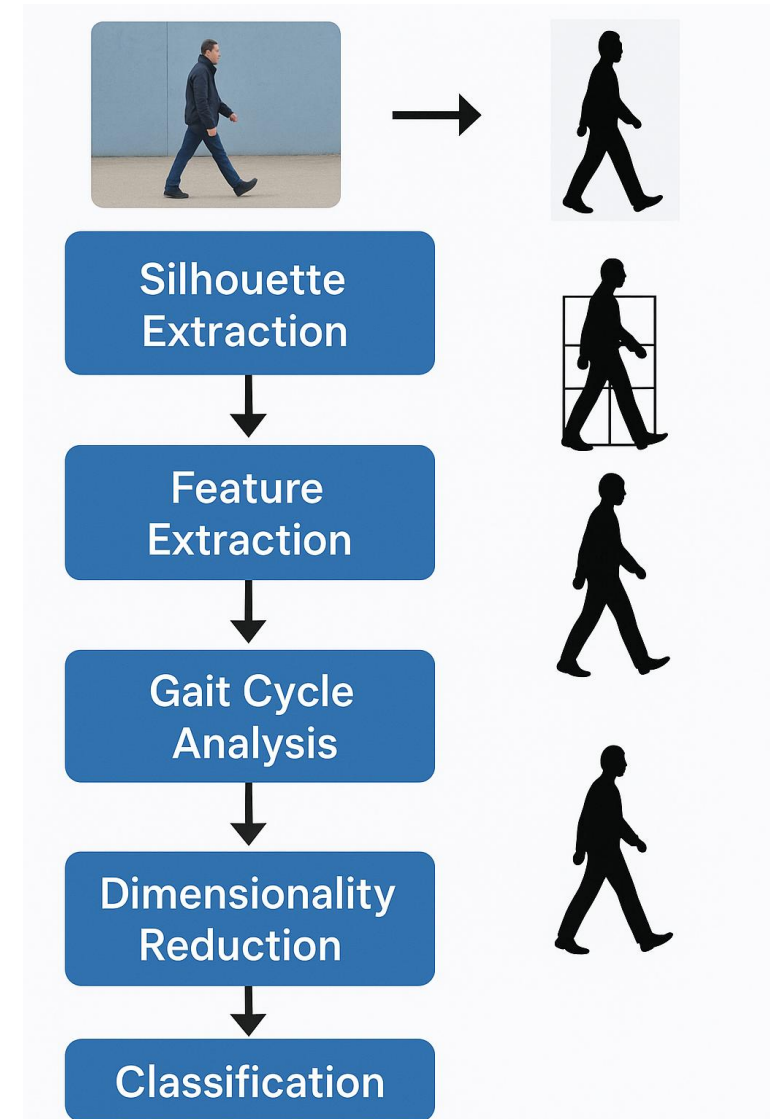 Silhouette
Extraction
Feature
Extraction
Gait Cycle
Analysis
Dimensionality
Reduction
Classification